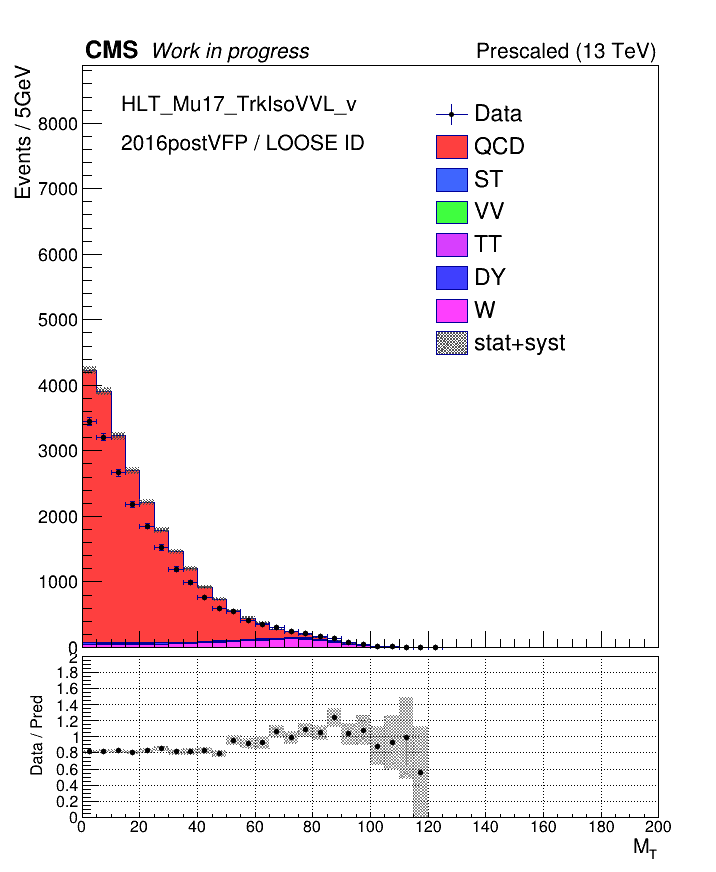 CMS Work in progress Prescaled (13 TeV)
Events / 5GeV
HLT_Mu17_TrkIsoVVL_v
2016postVFP / LOOSE ID
Data
QCD
ST
VV
TT
DY
W
stat+syst
8000
7000
6000
5000
4000
3000
2000
1000
0
Data / Pred
2
1.8
1.6
1.4
1.2
1
0.8
0.6
0.4
0.2
0
0 20 40 60 80 100 120 140 160 180 200
M_T